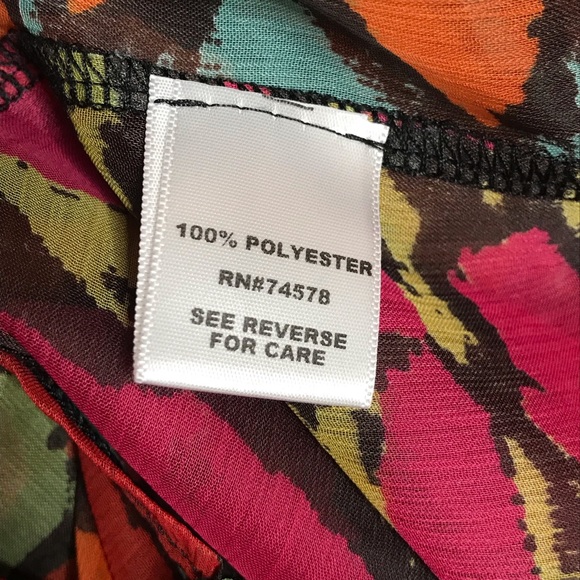 100% POLYESTER
RN#74578
SEE REVERSE
FOR CARE